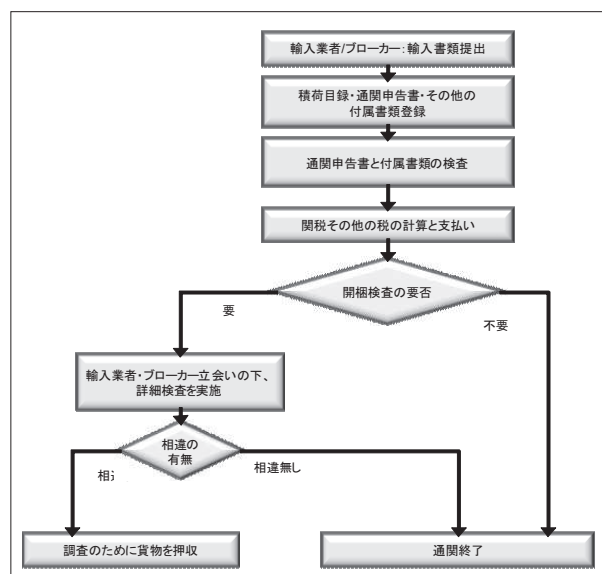 輸入業者/ブローカー：輸入書類提出
積荷目録・通関申告書・その他の
付属書類登録
通関申告書と付属書類の検査
関税その他の税の計算と支払い
開梱検査の要否
要
不要
輸入業者・ブローカー立会いの下、
詳細検査を実施
相違の
有無
相
相違無し
調査のために貨物を押収
通関終了